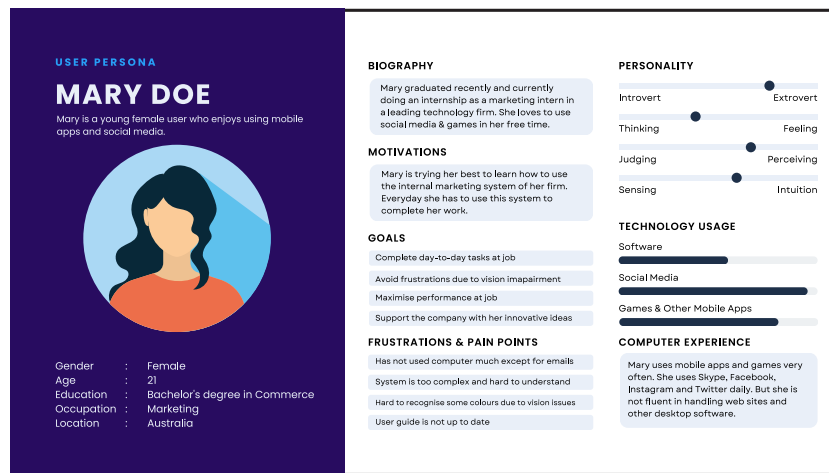 USER PERSONA
MARY DOE
Mary is a young female user who enjoys using mobile
apps and social media.
Gender : Female
Age : 21
Education : Bachelor's degree in Commerce
Occupation : Marketing
Location : Australia
BIOGRAPHY
Mary graduated recently and currently
doing an internship as a marketing intern in
a leading technology firm. She loves to use
social media & games in her free time.
MOTIVATIONS
Mary is trying her best to learn how to use
the internal marketing system of her firm.
Everyday she has to use this system to
complete her work.
GOALS
Complete day-to-day tasks at job
Avoid frustrations due to vision imapairment
Maximise performance at job
Support the company with her innovative ideas
FRUSTRATIONS & PAIN POINTS
Has not used computer much except for emails
System is too complex and hard to understand
Hard to recognise some colours due to vision issues
User guide is not up to date
PERSONALITY
Introvert Extrovert
Thinking Feeling
Judging Perceiving
Sensing Intuition
TECHNOLOGY USAGE
Software
Social Media
Games & Other Mobile Apps
COMPUTER EXPERIENCE
Mary uses mobile apps and games very
often. She uses Skype, Facebook,
Instagram and Twitter daily. But she is
not fluent in handling web sites and
other desktop software.